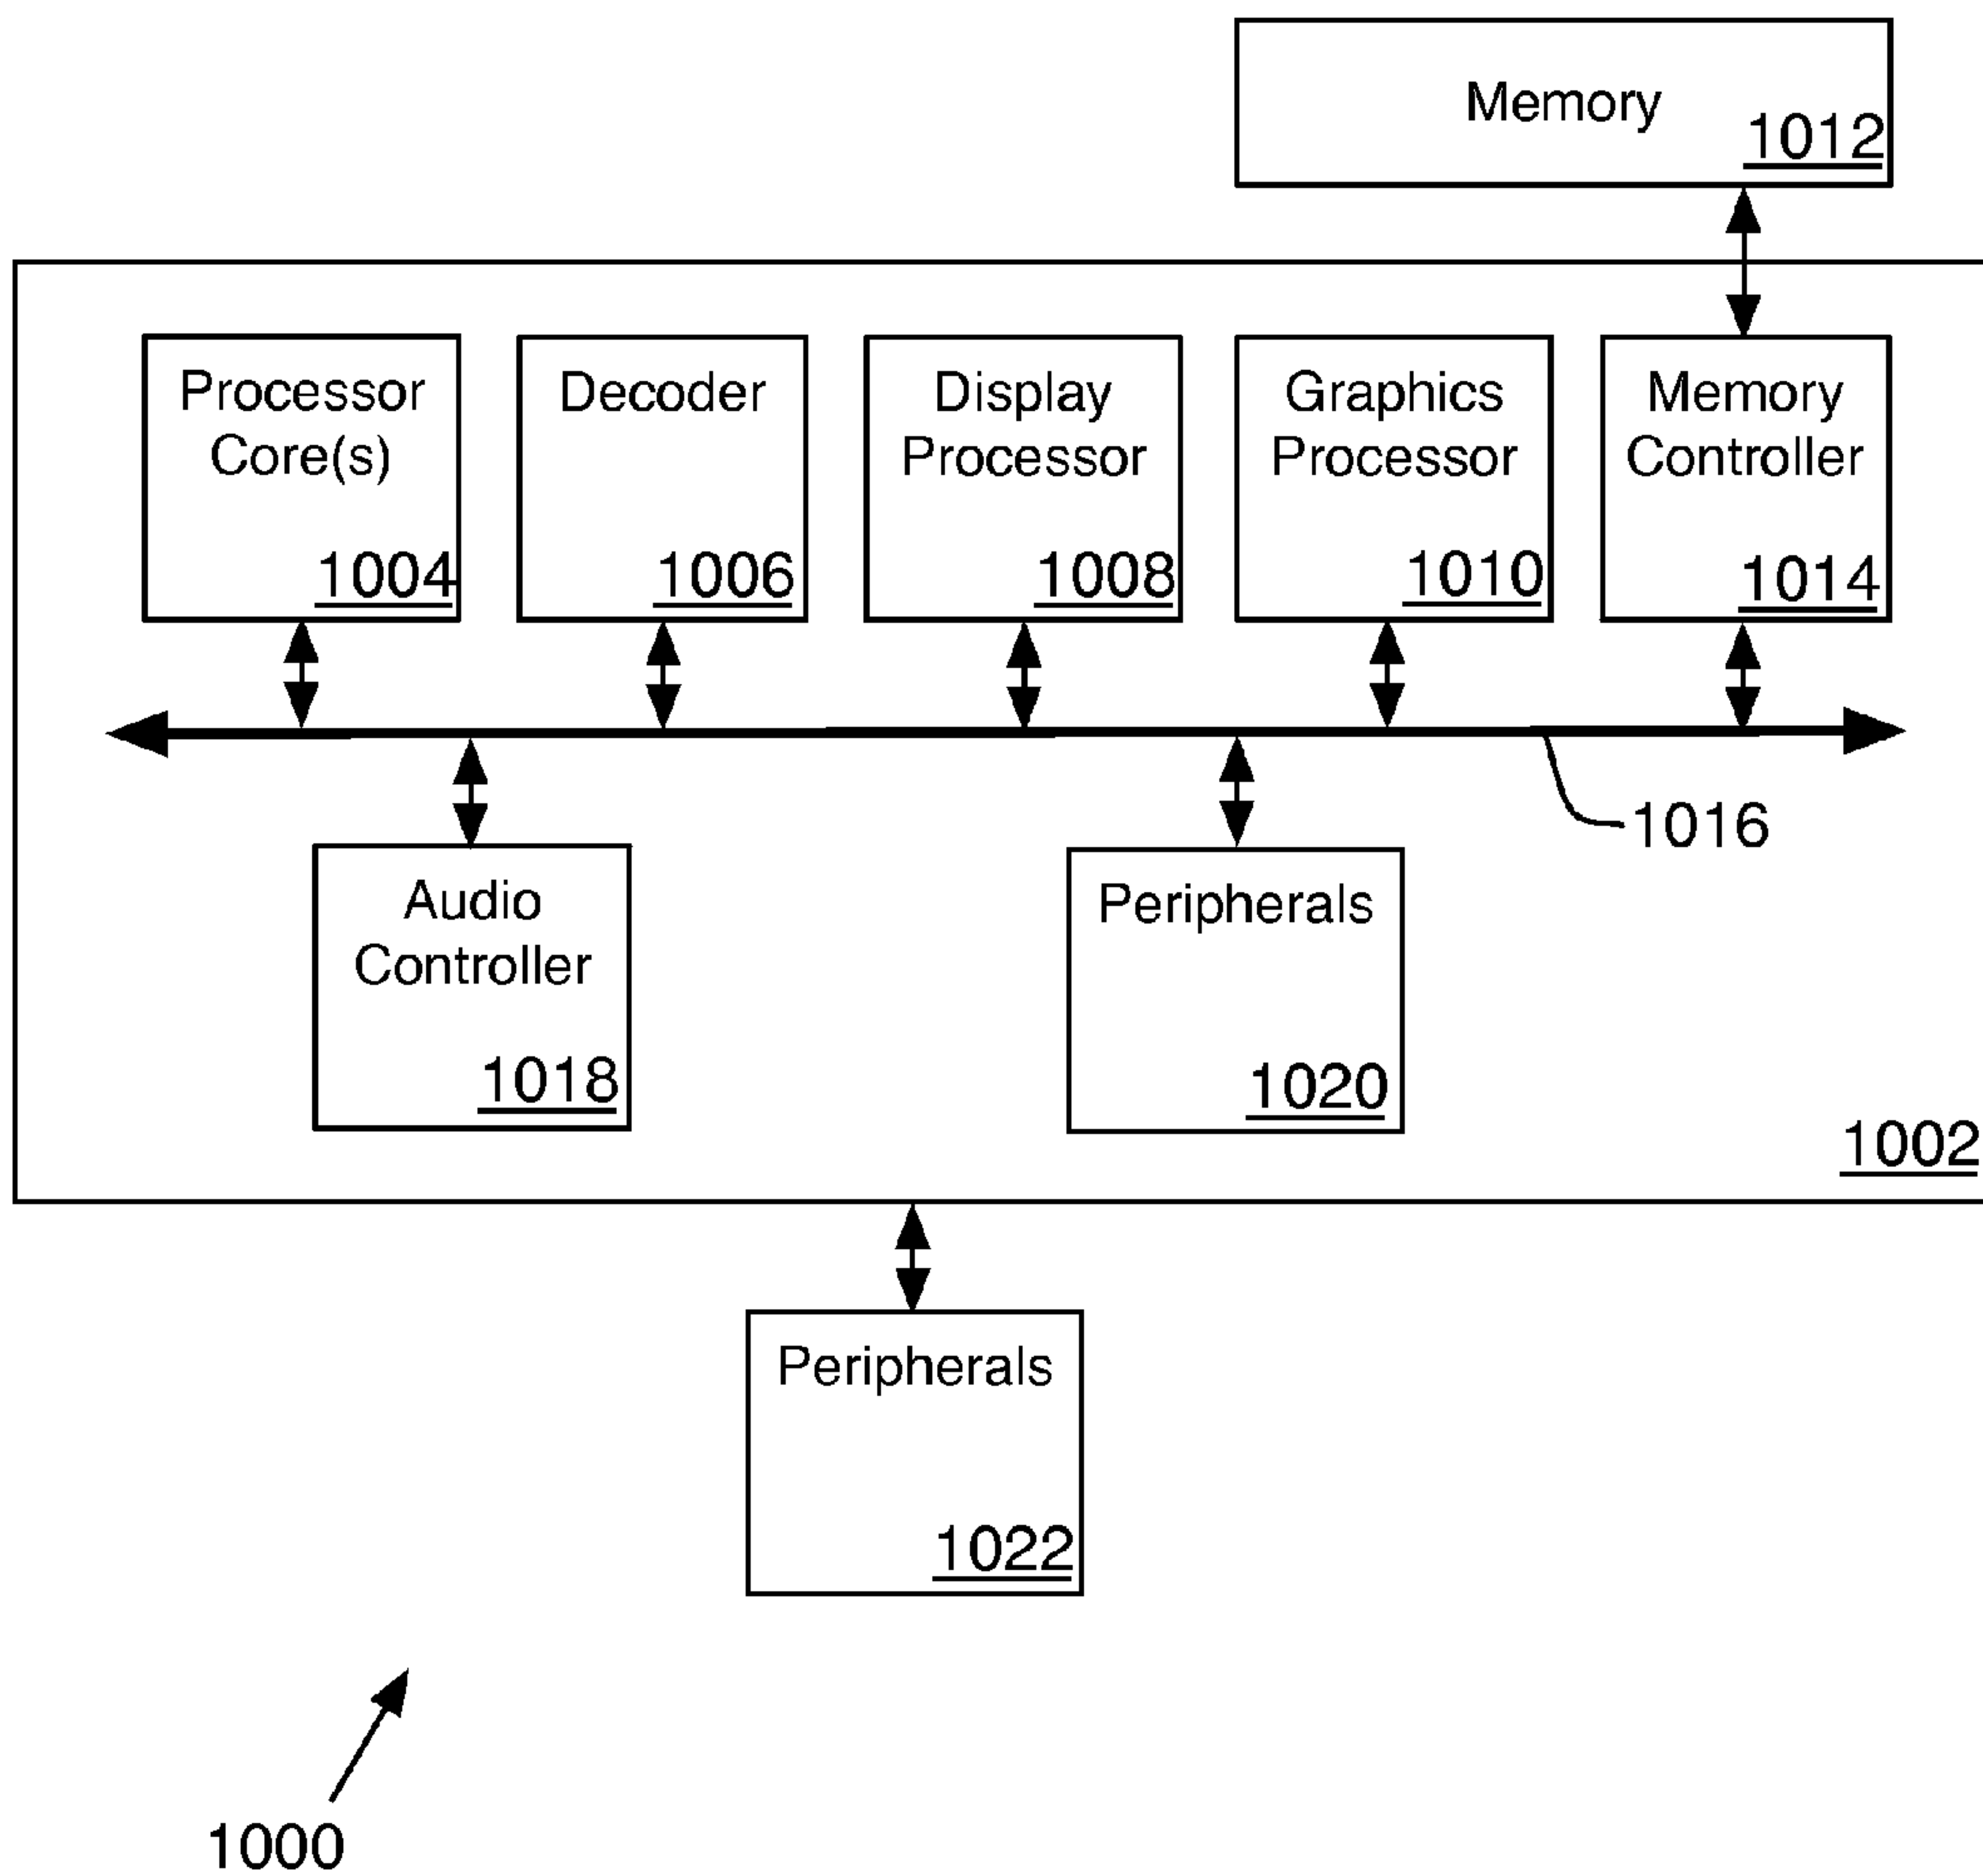 Memory
1012
Processor
Core(s)
1004
Decoder
1006
Display
Processor
1008
Graphics
Processor
1010
Memory
Controller
1014
1016
Audio
Controller
1018
Peripherals
1020
1002
Peripherals
1022
1000